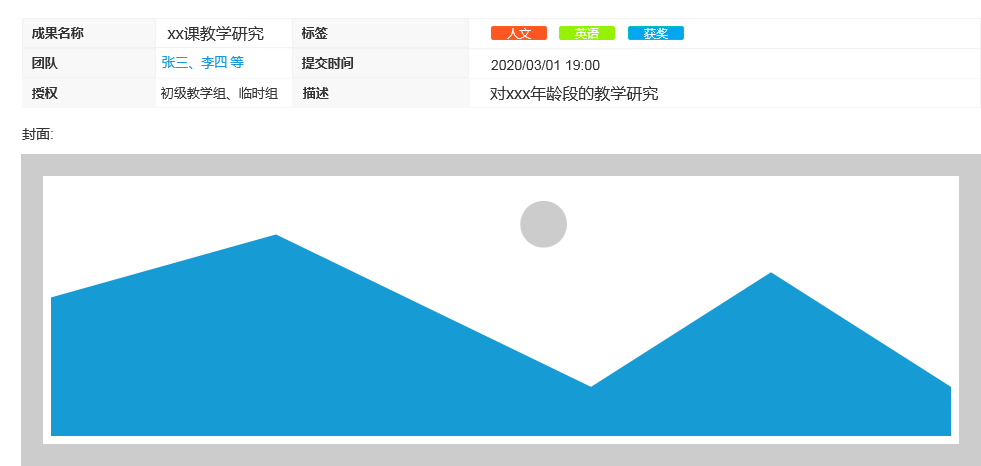 成果名称 xx课教学研究 标签 人文 英语 获奖
团队 张三、李四 等 提交时间 2020/03/01 19:00
授权 初级教学组、临时组 描述 对xxx年龄段的教学研究
封面: